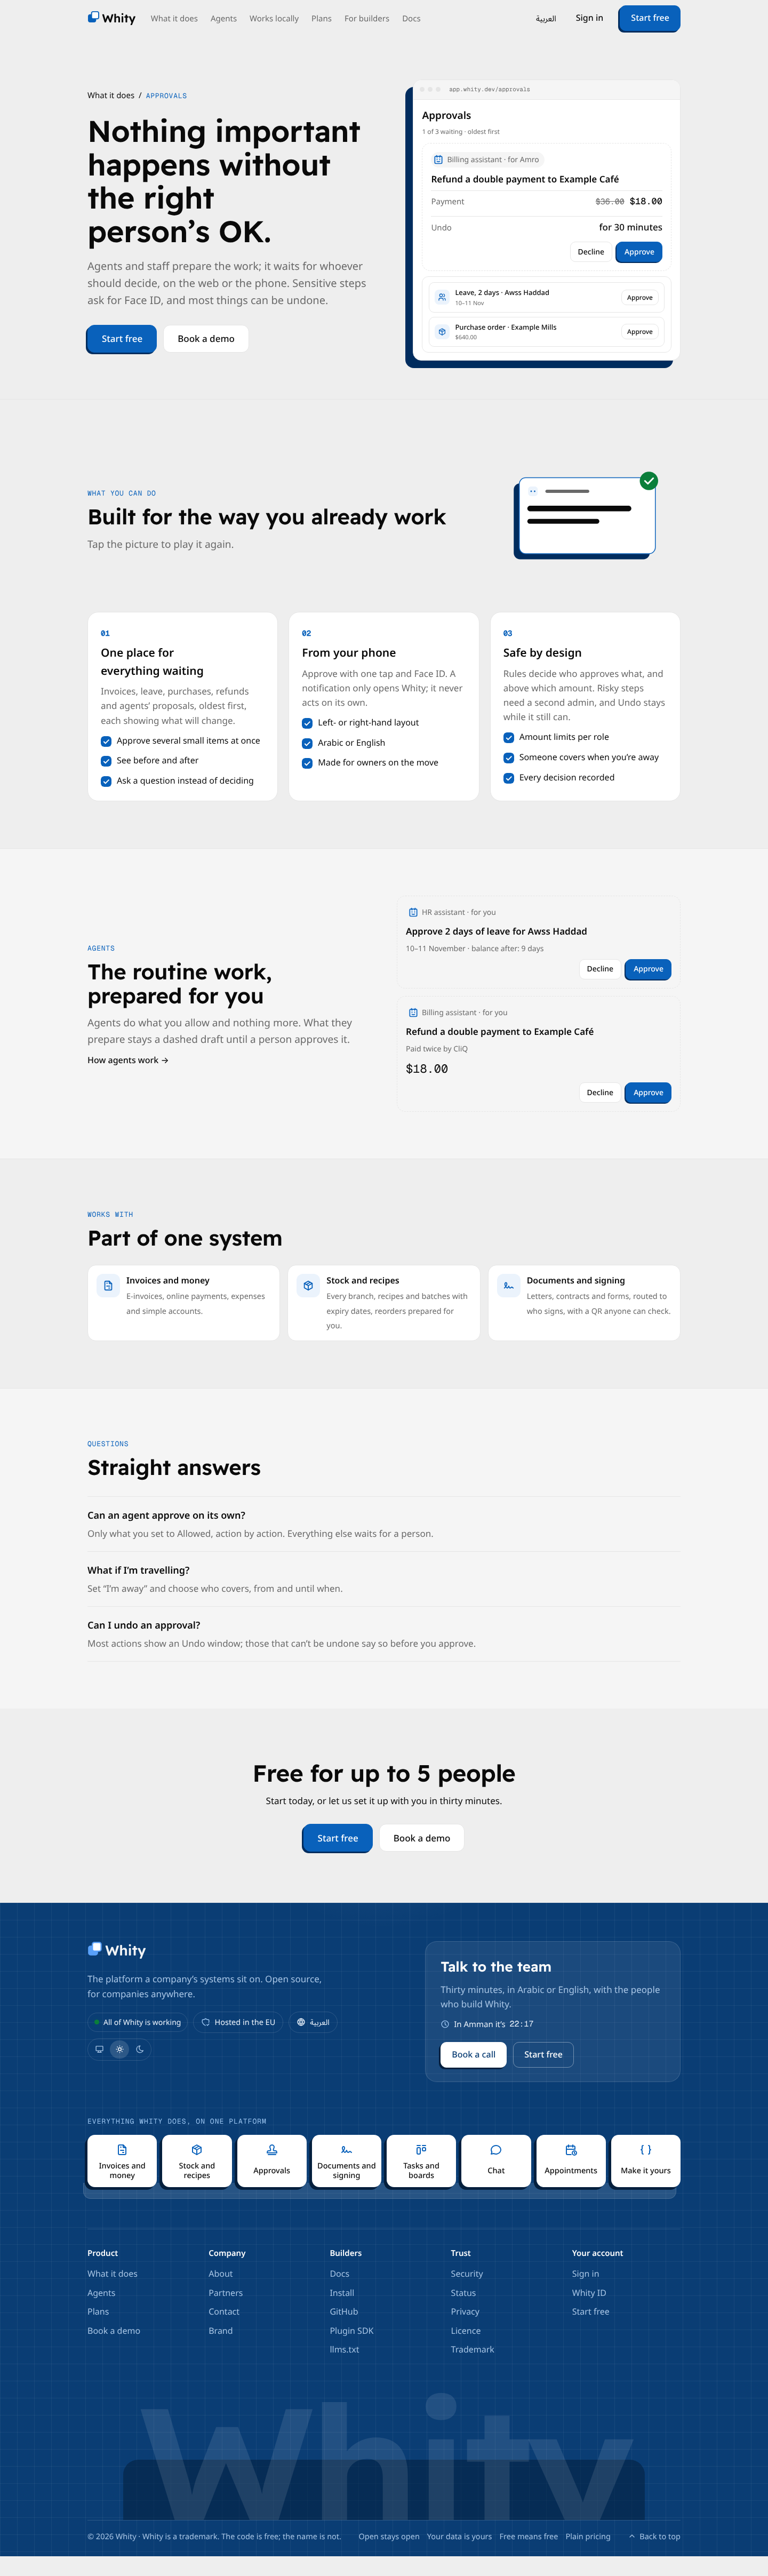 Whity
What it does
Agents
Works locally
Plans
For builders
Docs
العربية
Sign in
Start free
What it does / APPROVALS
Nothing important
happens without
the right
person’s OK.
Agents and staff prepare the work; it waits for whoever
should decide, on the web or the phone. Sensitive steps
ask for Face ID, and most things can be undone.
Start free
Book a demo
app.whity.dev/approvals
Approvals
1 of 3 waiting · oldest first
Billing assistant · for Amro
Refund a double payment to Example Café
Payment $36.00 $18.00
Undo for 30 minutes
Decline
Approve
Leave, 2 days · Awss Haddad
10–11 Nov
Approve
Purchase order · Example Mills
$640.00
Approve
WHAT YOU CAN DO
Built for the way you already work
Tap the picture to play it again.
01
One place for
everything waiting
Invoices, leave, purchases, refunds
and agents’ proposals, oldest first,
each showing what will change.
Approve several small items at once
See before and after
Ask a question instead of deciding
02
From your phone
Approve with one tap and Face ID. A
notification only opens Whity; it never
acts on its own.
Left- or right-hand layout
Arabic or English
Made for owners on the move
03
Safe by design
Rules decide who approves what, and
above which amount. Risky steps
need a second admin, and Undo stays
while it still can.
Amount limits per role
Someone covers when you’re away
Every decision recorded
AGENTS
The routine work,
prepared for you
Agents do what you allow and nothing more. What they
prepare stays a dashed draft until a person approves it.
How agents work →
HR assistant · for you
Approve 2 days of leave for Awss Haddad
10–11 November · balance after: 9 days
Decline
Approve
Billing assistant · for you
Refund a double payment to Example Café
Paid twice by CliQ
$18.00
Decline
Approve
WORKS WITH
Part of one system
Invoices and money
E-invoices, online payments, expenses
and simple accounts.
Stock and recipes
Every branch, recipes and batches with
expiry dates, reorders prepared for
you.
Documents and signing
Letters, contracts and forms, routed to
who signs, with a QR anyone can check.
QUESTIONS
Straight answers
Can an agent approve on its own?
Only what you set to Allowed, action by action. Everything else waits for a person.
What if I’m travelling?
Set “I’m away” and choose who covers, from and until when.
Can I undo an approval?
Most actions show an Undo window; those that can’t be undone say so before you approve.
Free for up to 5 people
Start today, or let us set it up with you in thirty minutes.
Start free
Book a demo
Whity
The platform a company’s systems sit on. Open source,
for companies anywhere.
All of Whity is working
Hosted in the EU
العربية
Talk to the team
Thirty minutes, in Arabic or English, with the people
who build Whity.
In Amman it’s 22:17
Book a call
Start free
EVERYTHING WHITY DOES, ON ONE PLATFORM
Invoices and
money
Stock and
recipes
Approvals
Documents and
signing
Tasks and
boards
Chat
Appointments
Make it yours
Product
What it does
Agents
Plans
Book a demo
Company
About
Partners
Contact
Brand
Builders
Docs
Install
GitHub
Plugin SDK
llms.txt
Trust
Security
Status
Privacy
Licence
Trademark
Your account
Sign in
Whity ID
Start free
Whity
© 2026 Whity · Whity is a trademark. The code is free; the name is not.
Open stays open
Your data is yours
Free means free
Plain pricing
Back to top